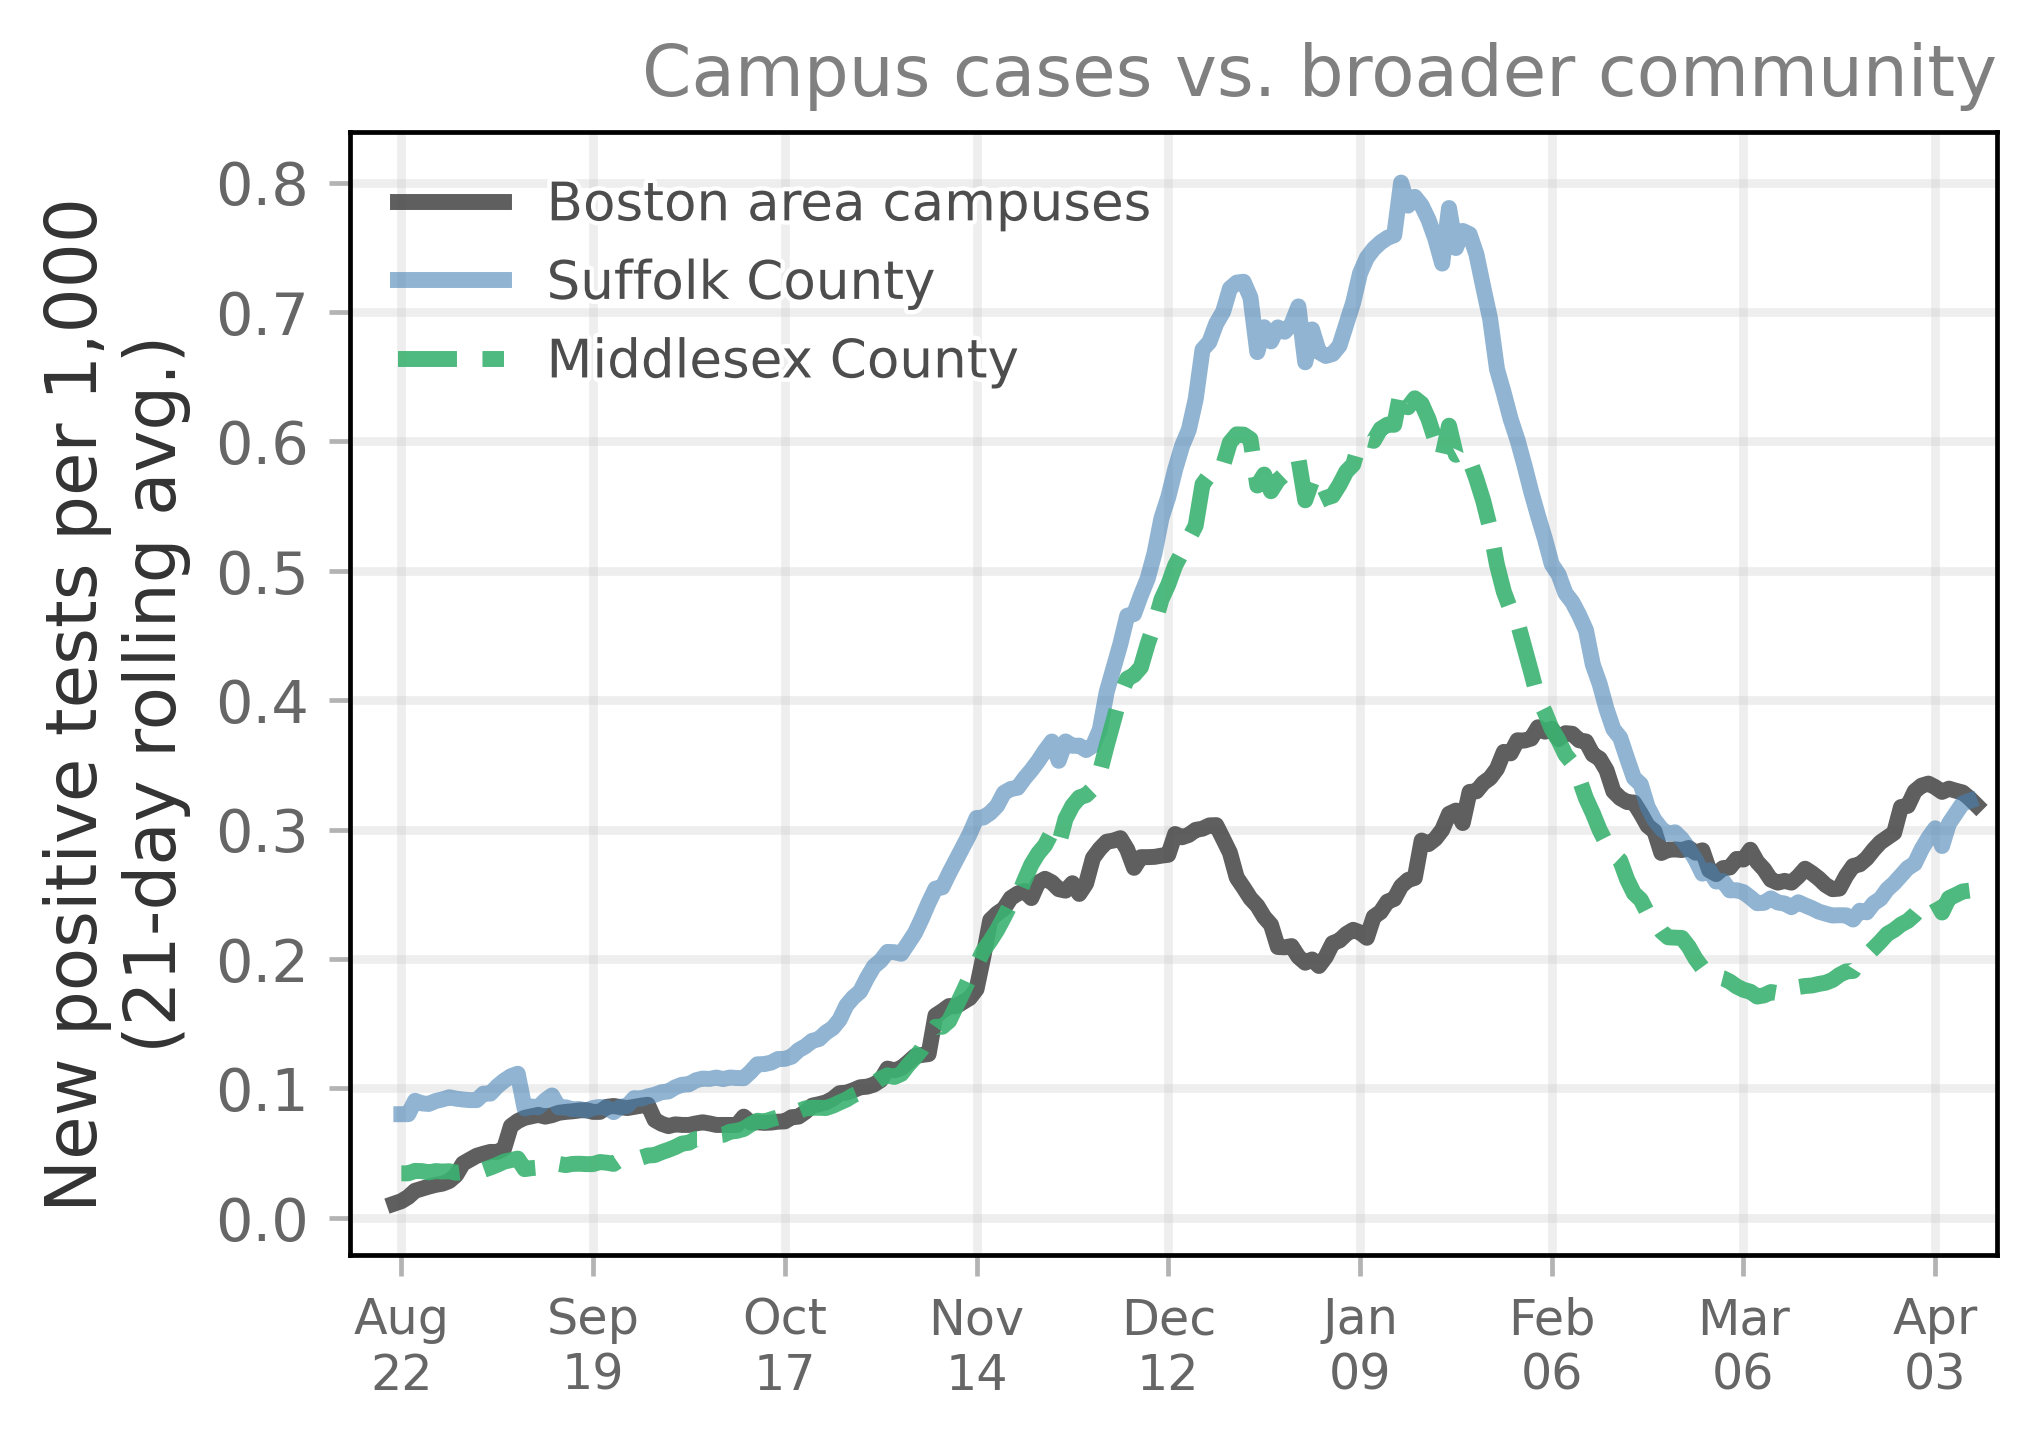 Campus cases vs. broader community
New positive tests per 1,000
(21-day rolling avg.)
0.8
0.7
0.6
0.5
0.4
0.3
0.2
0.1
0.0
Boston area campuses
Suffolk County
Middlesex County
Aug
22
Sep
19
Oct
17
Nov
14
Dec
12
Jan
09
Feb
06
Mar
06
Apr
03